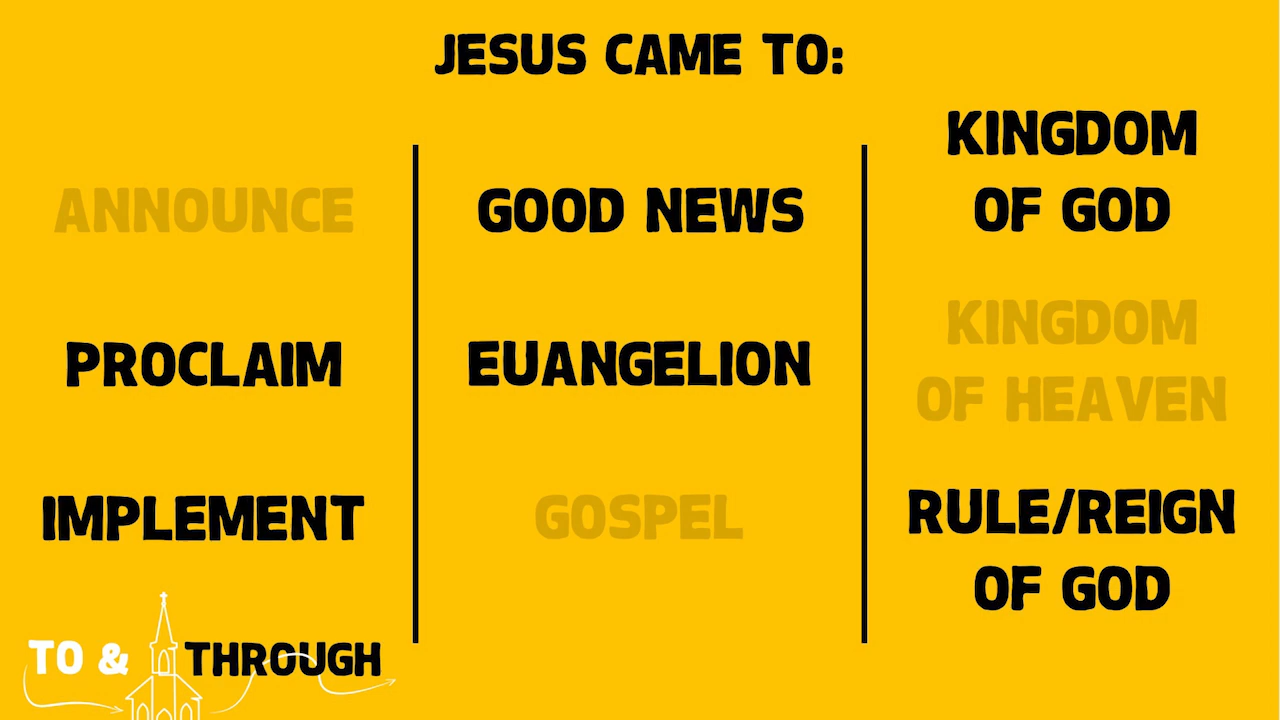 JESUS CAME TO:
ANNOUNCE
PROCLAIM
IMPLEMENT
GOOD NEWS
EUANGELION
GOSPEL
KINGDOM
OF GOD
KINGDOM
OF HEAVEN
RULE/REIGN
OF GOD
TO & THROUGH